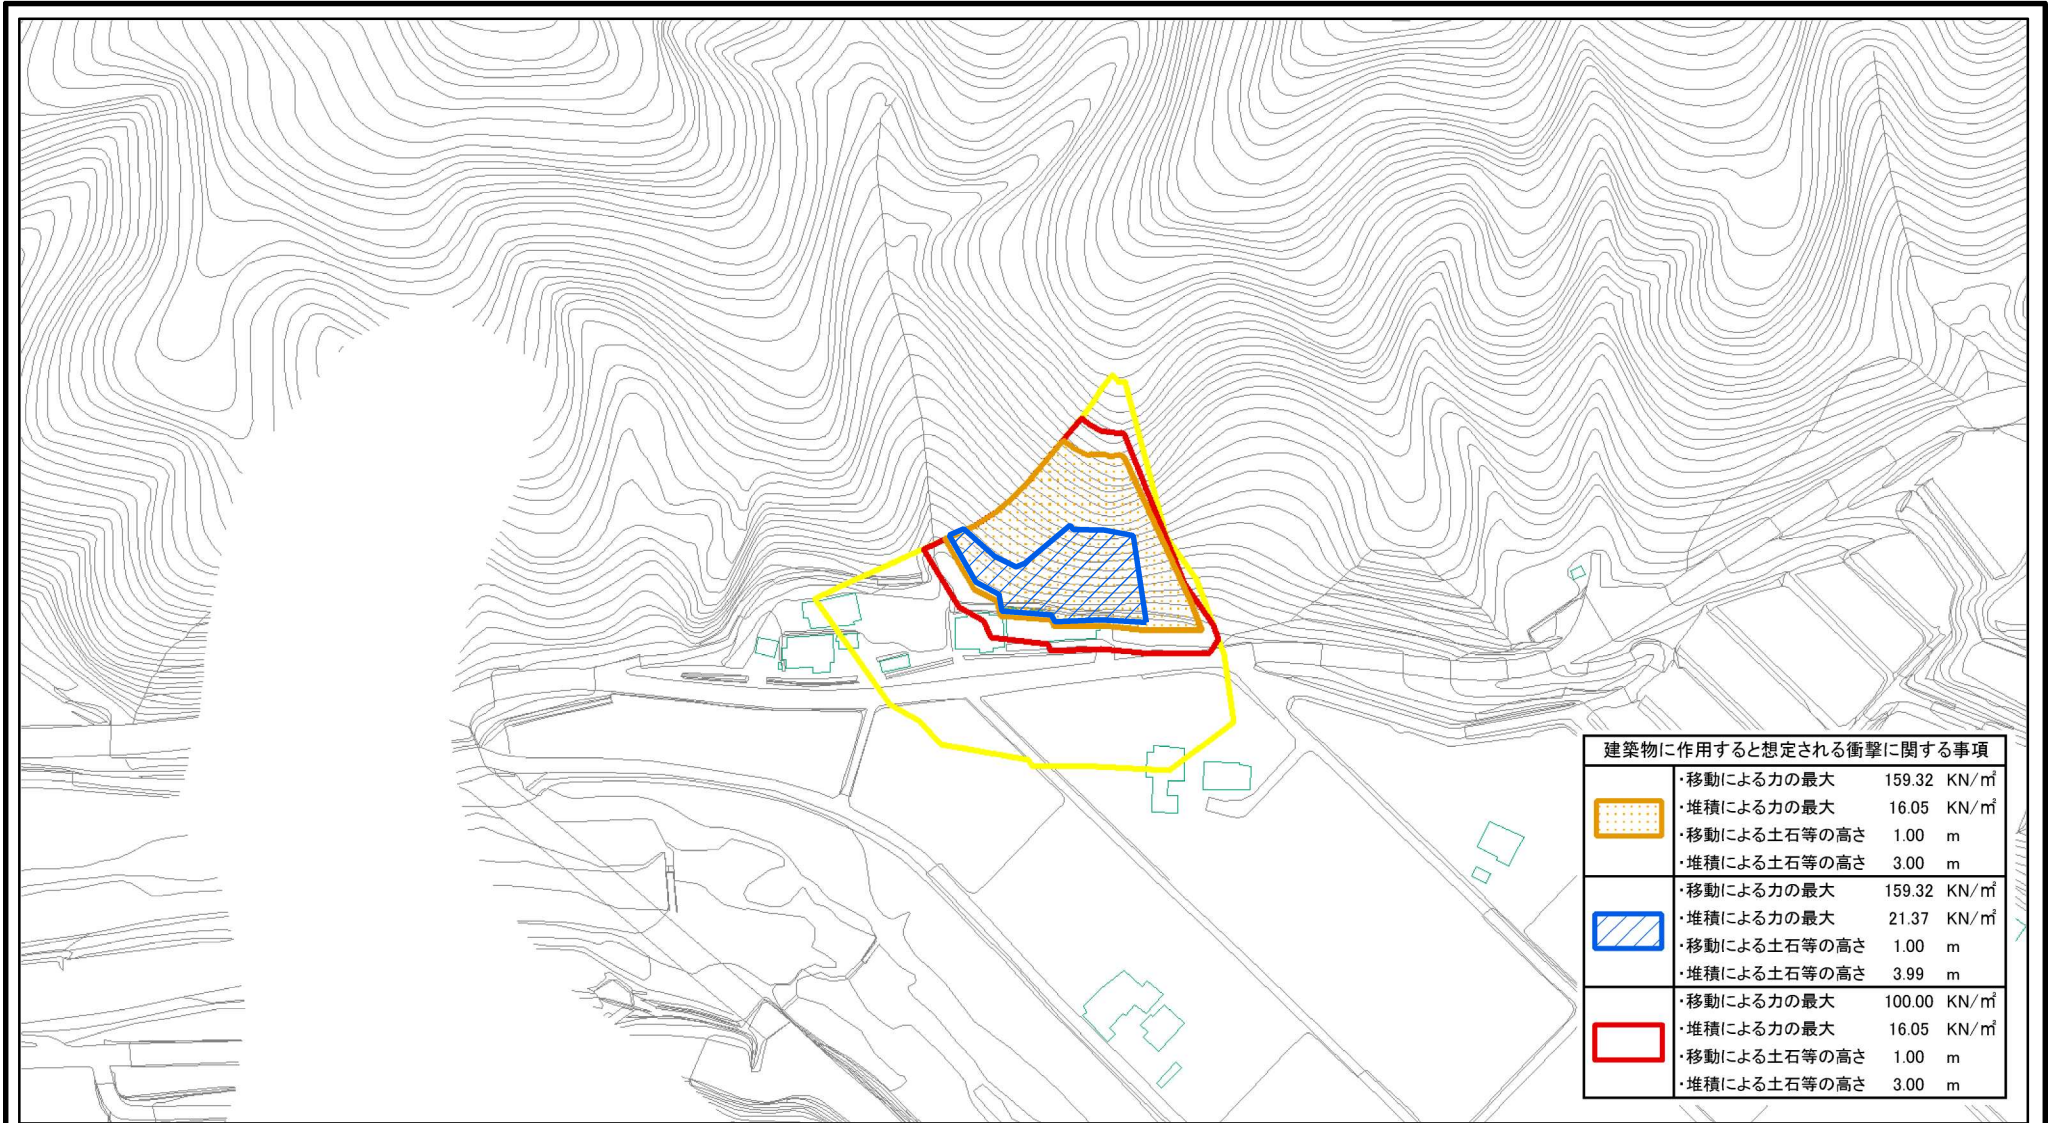 建築物に作用すると想定される衝撃に関する事項
・移動による力の最大 159.32 KN/㎡
・堆積による力の最大 16.05 KN/㎡
・移動による土石等の高さ 1.00 m
・堆積による土石等の高さ 3.00 m
・移動による力の最大 159.32 KN/㎡
・堆積による力の最大 21.37 KN/㎡
・移動による土石等の高さ 1.00 m
・堆積による土石等の高さ 3.99 m
・移動による力の最大 100.00 KN/㎡
・堆積による力の最大 16.05 KN/㎡
・移動による土石等の高さ 1.00 m
・堆積による土石等の高さ 3.00 m